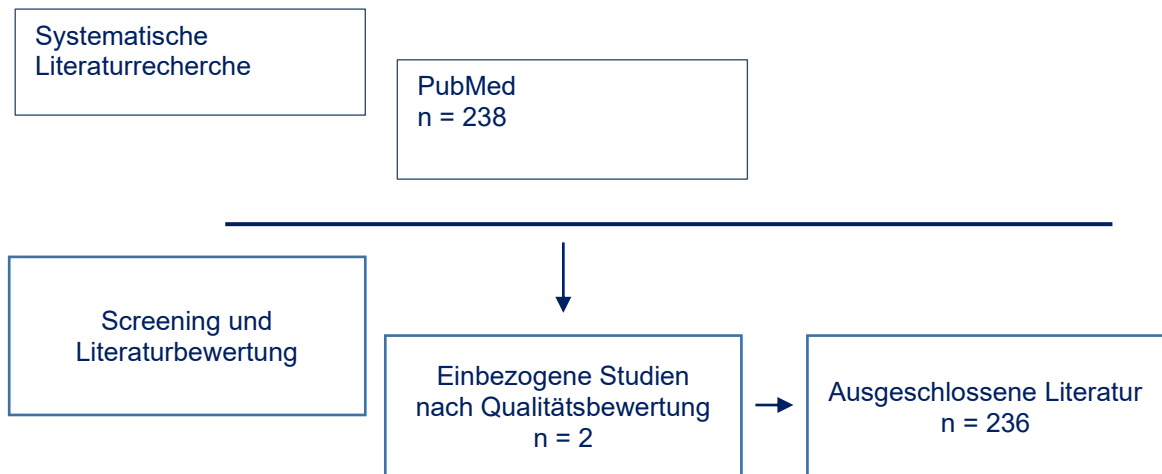 Systematische
Literaturrecherche
PubMed
n = 238
Screening und
Literaturbewertung
Einbezogene Studien
nach Qualitätsbewertung
n = 2
Ausgeschlossene Literatur
n = 236